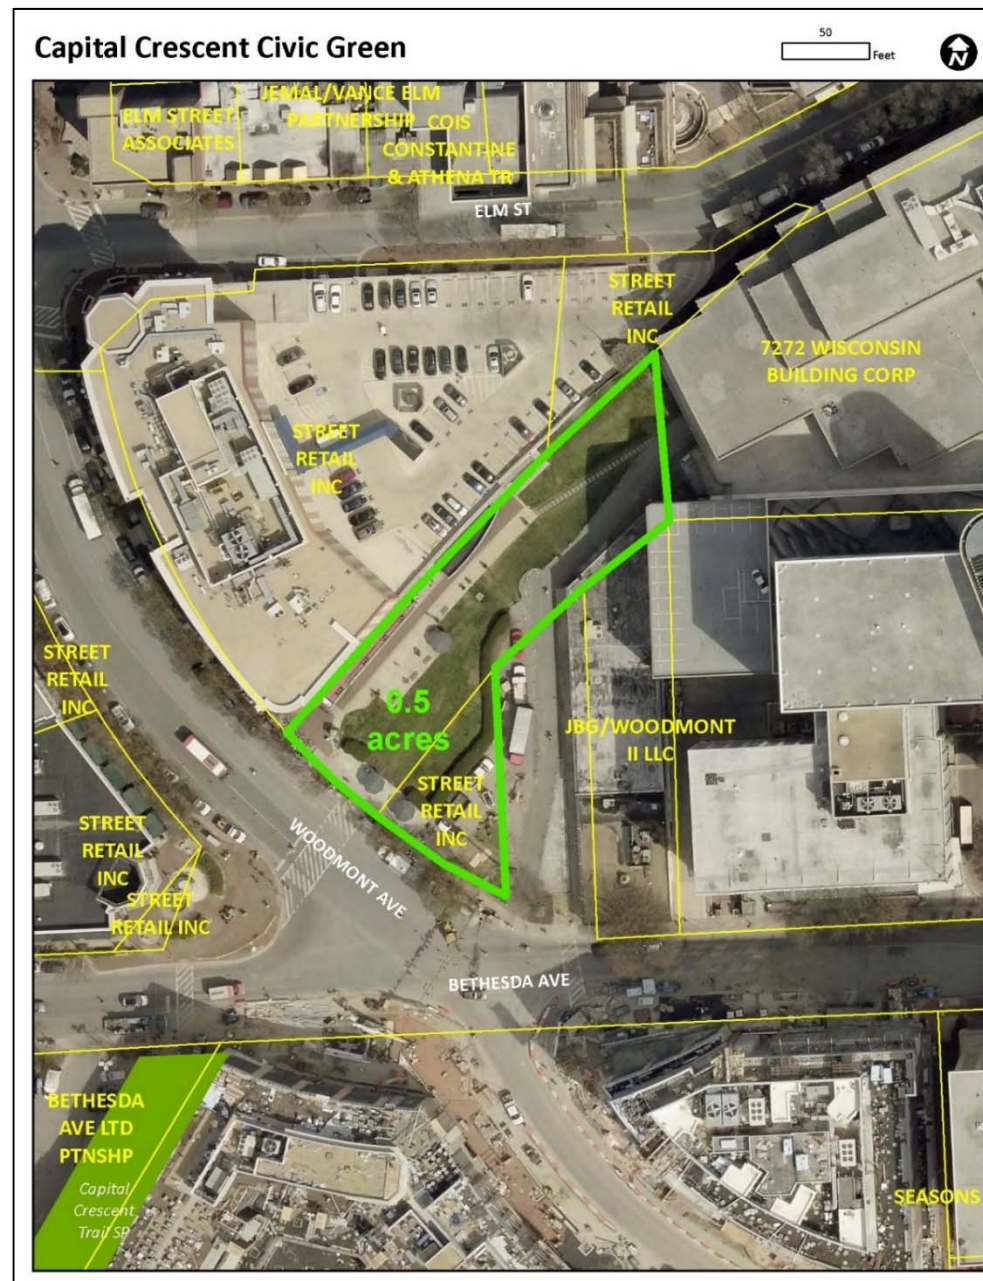 Capital Crescent Civic Green
50
Feet
N
ELM STREET
ASSOCIATES
JEMAL/VANCE ELM
PARTNERSHIP
COIS
CONSTANTINE
& ATHENA TR
ELM ST
STREET
RETAIL
INC
7272 WISCONSIN
BUILDING CORP
STREET
RETAIL
INC
STREET
RETAIL
INC
0.5
acres
JBG/WOODMONT
II LLC
STREET
RETAIL
INC
STREET
RETAIL
INC
STREET
RETAIL INC
WOODMONT AVE
BETHESDA AVE
BETHESDA
AVE LTD
PTNSHP
Capital
Crescent
Trail SP
SEASONS